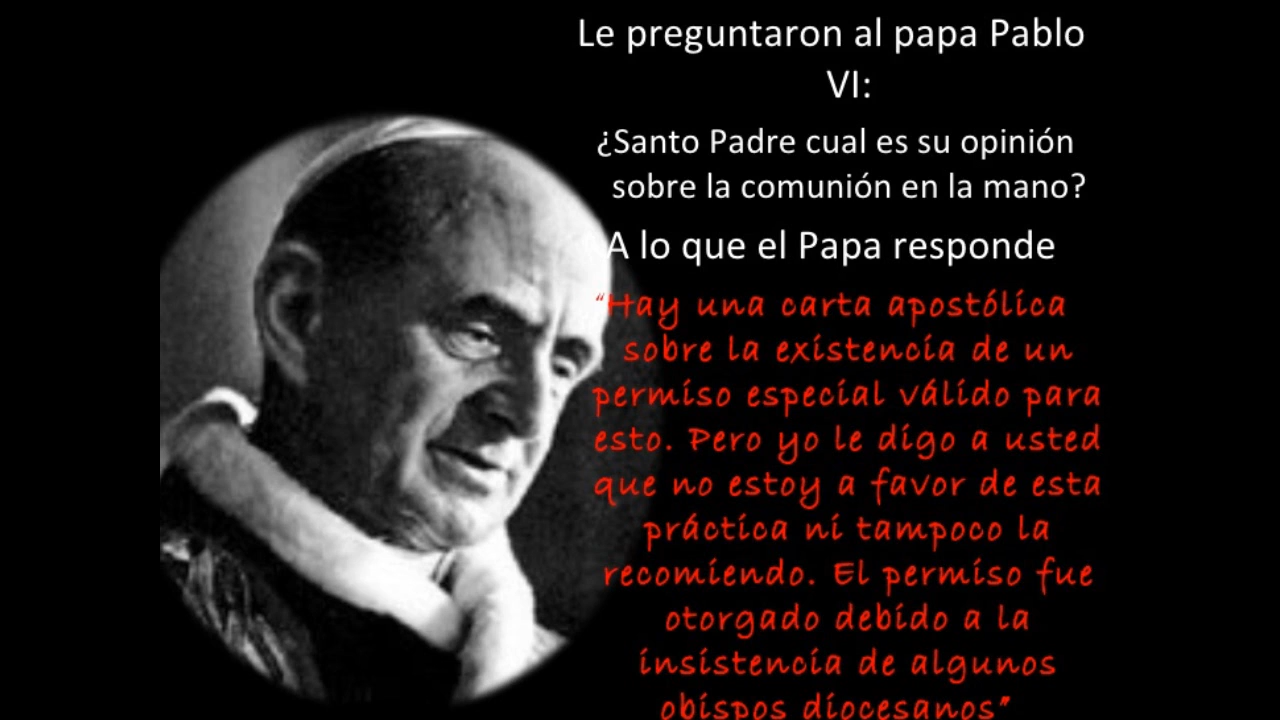 Le preguntaron al papa Pablo
VI:
¿Santo Padre cual es su opinión
sobre la comunión en la mano?
A lo que el Papa responde
“Hay una carta apostólica
sobre la existencia de un
permiso especial válido para
esto. Pero yo le digo a usted
que no estoy a favor de esta
práctica ni tampoco la
recomiendo. El permiso fue
otorgado debido a la
insistencia de algunos
obispos diocesanos”